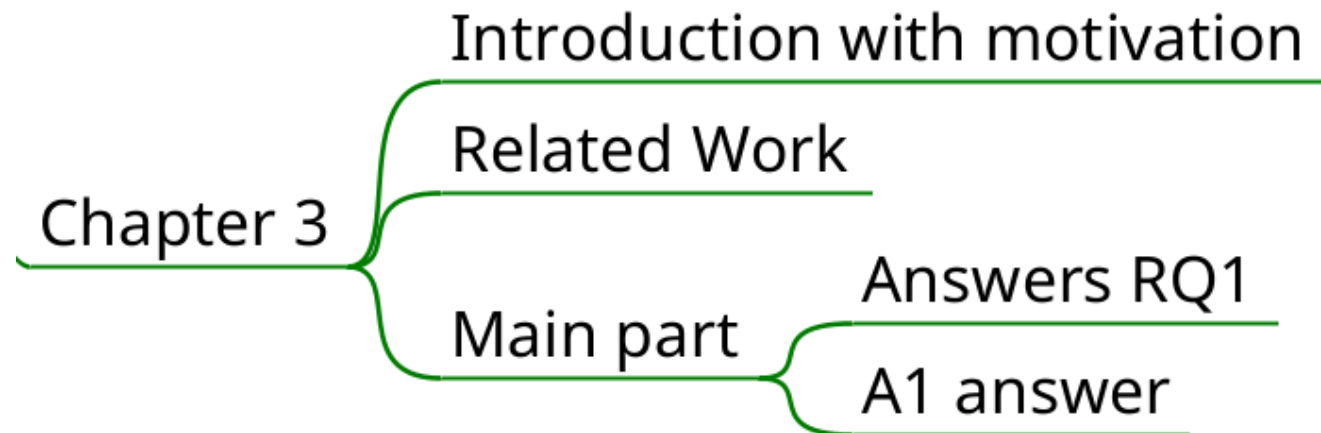 Introduction with motivation
Related Work
Chapter 3
Answers RQ1
Main part
A1 answer